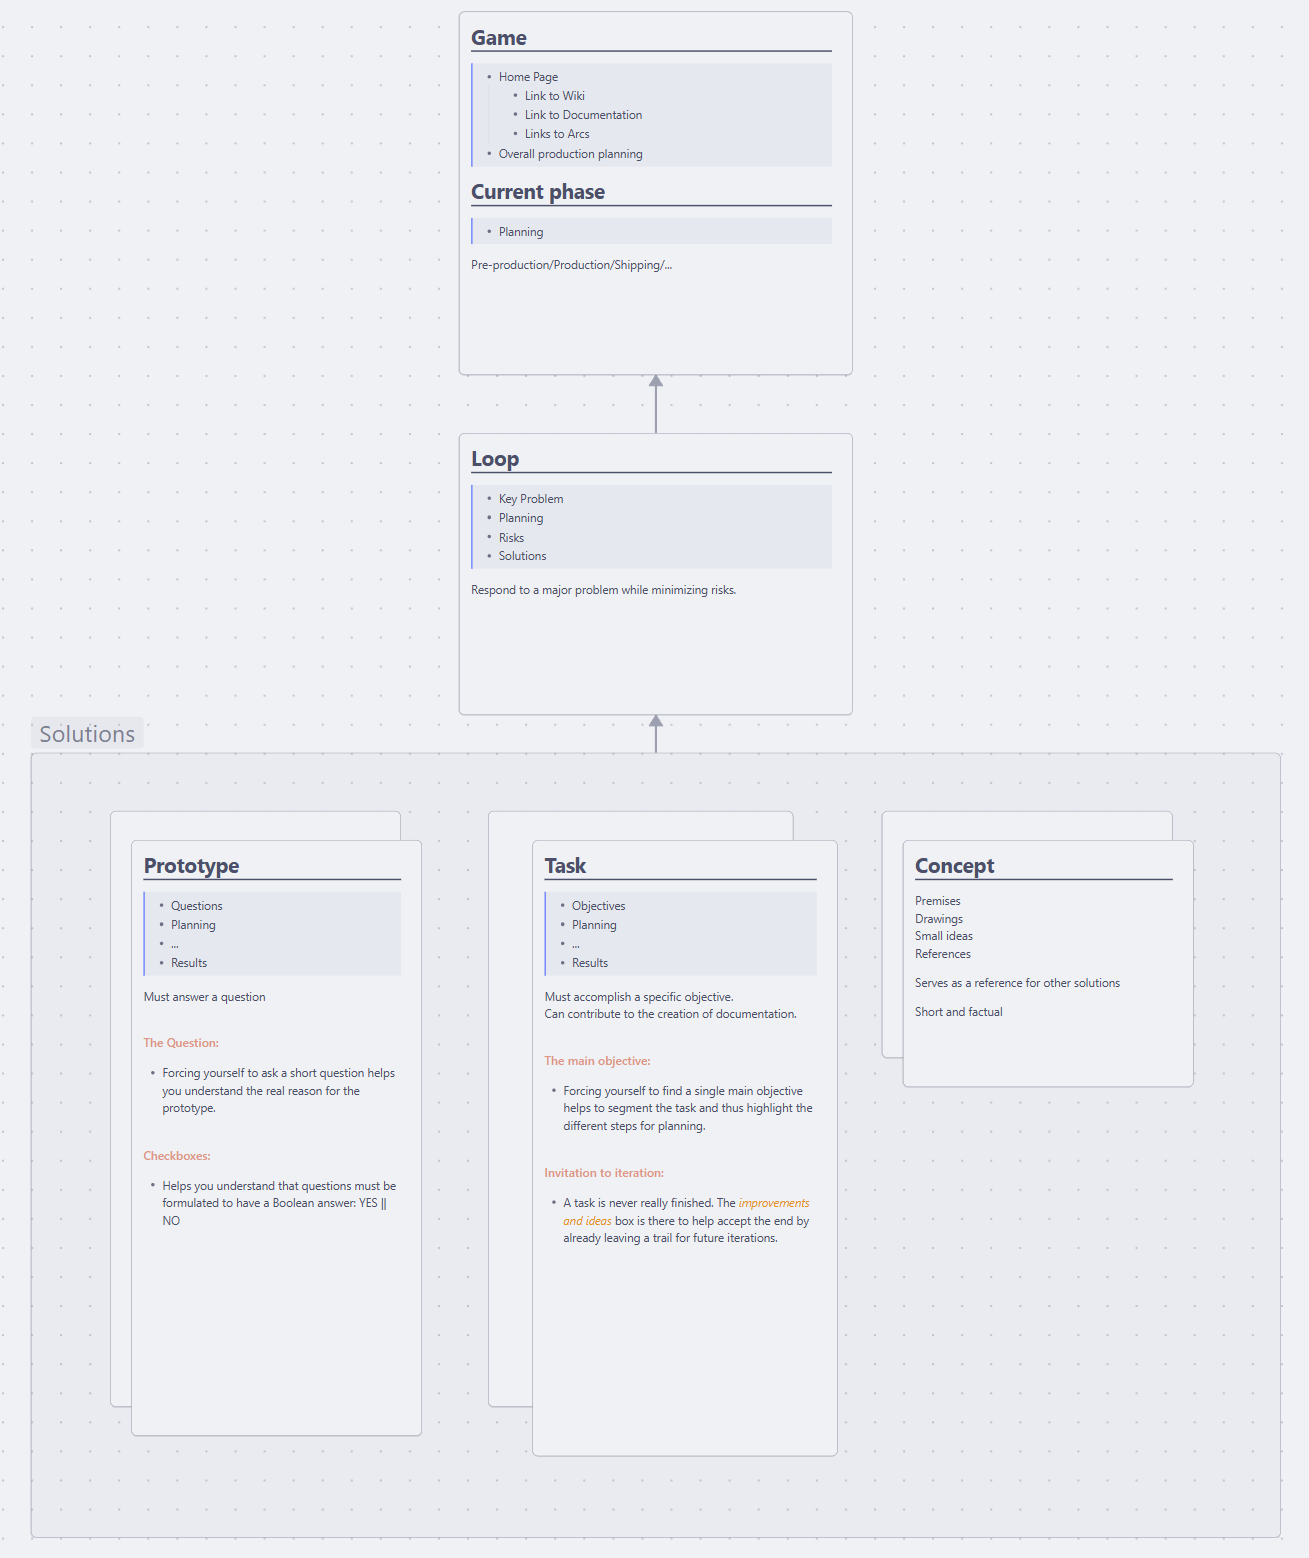 Game
• Home Page
• Link to Wiki
• Link to Documentation
• Links to Arcs
• Overall production planning
Current phase
• Planning
Pre-production/Production/Shipping/...
Loop
• Key Problem
• Planning
• Risks
• Solutions
Respond to a major problem while minimizing risks.
Solutions
Prototype
• Questions
• Planning
• ...
• Results
Must answer a question
The Question:
• Forcing yourself to ask a short question helps
you understand the real reason for the
prototype.
Checkboxes:
• Helps you understand that questions must be
formulated to have a Boolean answer: YES ||
NO
Task
• Objectives
• Planning
• ...
• Results
Must accomplish a specific objective.
Can contribute to the creation of documentation.
The main objective:
• Forcing yourself to find a single main objective
helps to segment the task and thus highlight the
different steps for planning.
Invitation to iteration:
• A task is never really finished. The improvements
and ideas box is there to help accept the end by
already leaving a trail for future iterations.
Concept
Premises
Drawings
Small ideas
References
Serves as a reference for other solutions
Short and factual